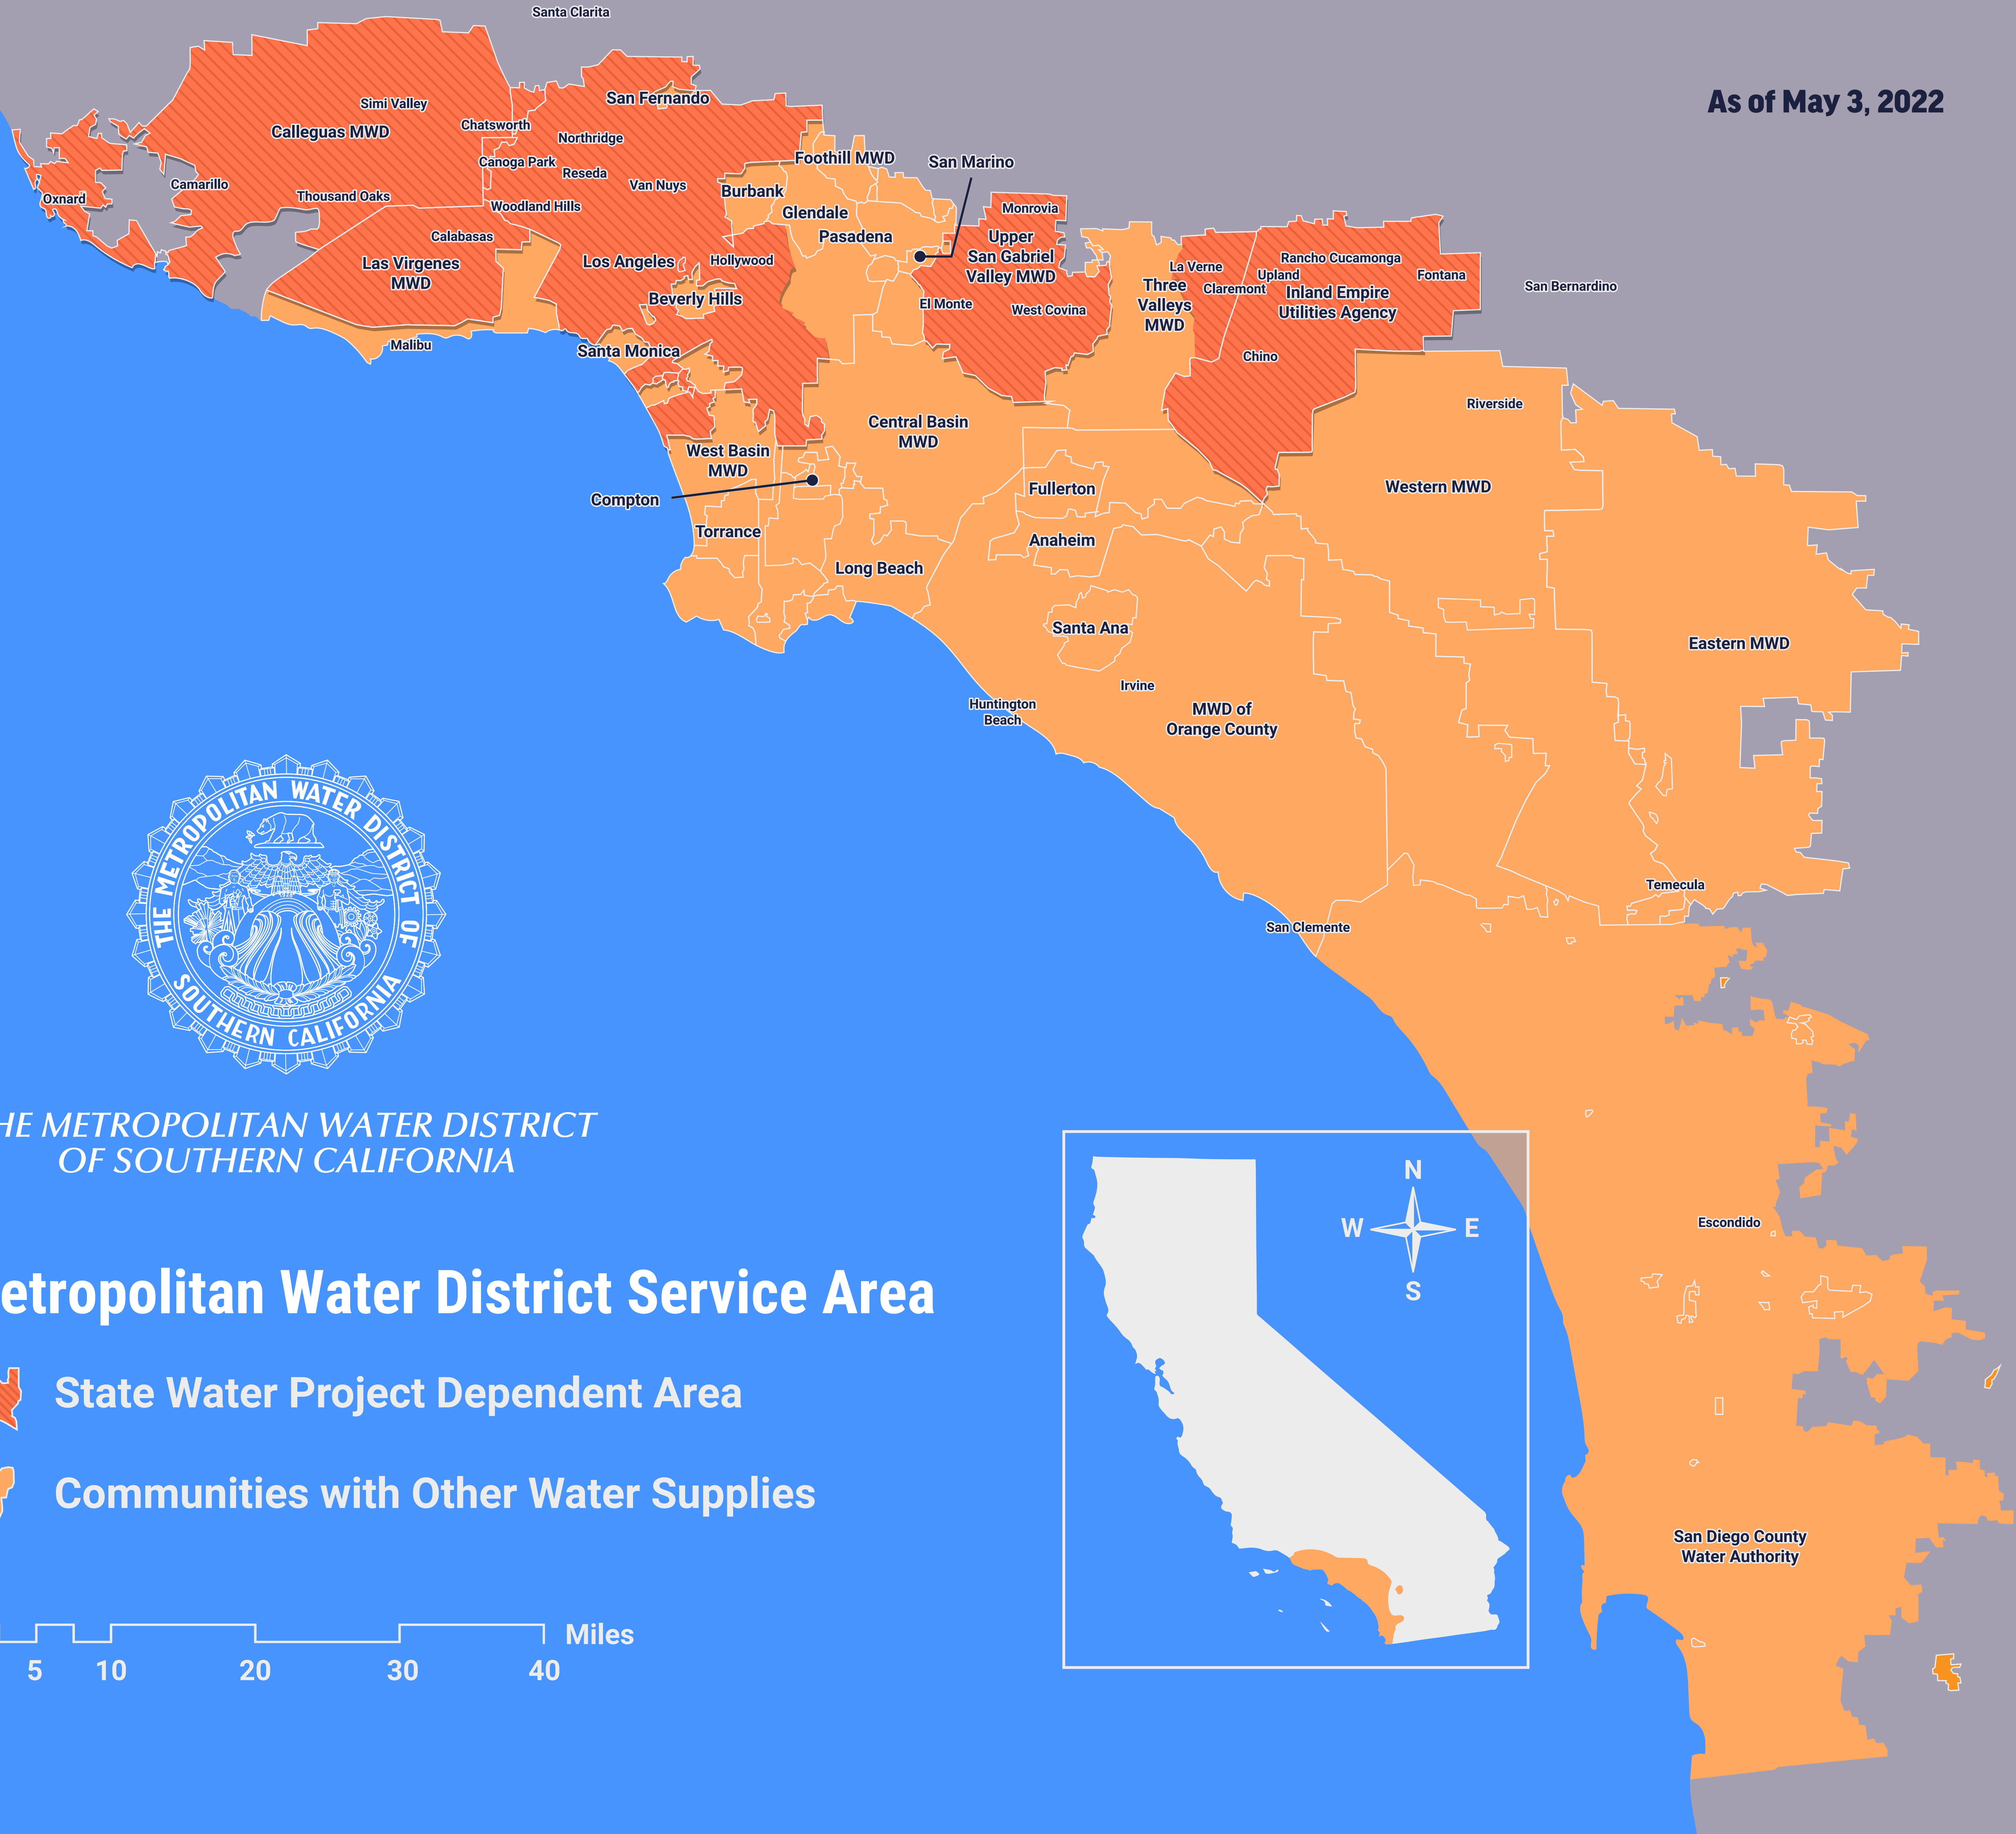 Santa Clarita
As of May 3, 2022
San Fernando
Simi Valley
Chatsworth
Calleguas MWD
Northridge
Foothill MWD
San Marino
Canoga Park
Reseda
Van Nuys
Burbank
Camarillo
Thousand Oaks
Oxnard
Woodland Hills
Glendale
Monrovia
Calabasas
Pasadena
Upper
San Gabriel
Valley MWD
Las Virgenes
MWD
Los Angeles
Hollywood
La Verne
Rancho Cucamonga
Upland
Fontana
Claremont
San Bernardino
Three
Valleys
MWD
Inland Empire
Utilities Agency
Beverly Hills
El Monte
West Covina
Malibu
Santa Monica
Chino
Riverside
Central Basin
MWD
West Basin
MWD
Compton
Fullerton
Western MWD
Torrance
Anaheim
Long Beach
Santa Ana
Eastern MWD
Irvine
Huntington
Beach
MWD of
Orange County
Temecula
San Clemente
THE METROPOLITAN WATER DISTRICT OF
SOUTHERN CALIFORNIA
HE METROPOLITAN WATER DISTRICT
OF SOUTHERN CALIFORNIA
N
W E
S
Escondido
etropolitan Water District Service Area
State Water Project Dependent Area
Communities with Other Water Supplies
San Diego County
Water Authority
Miles
5 10 20 30 40